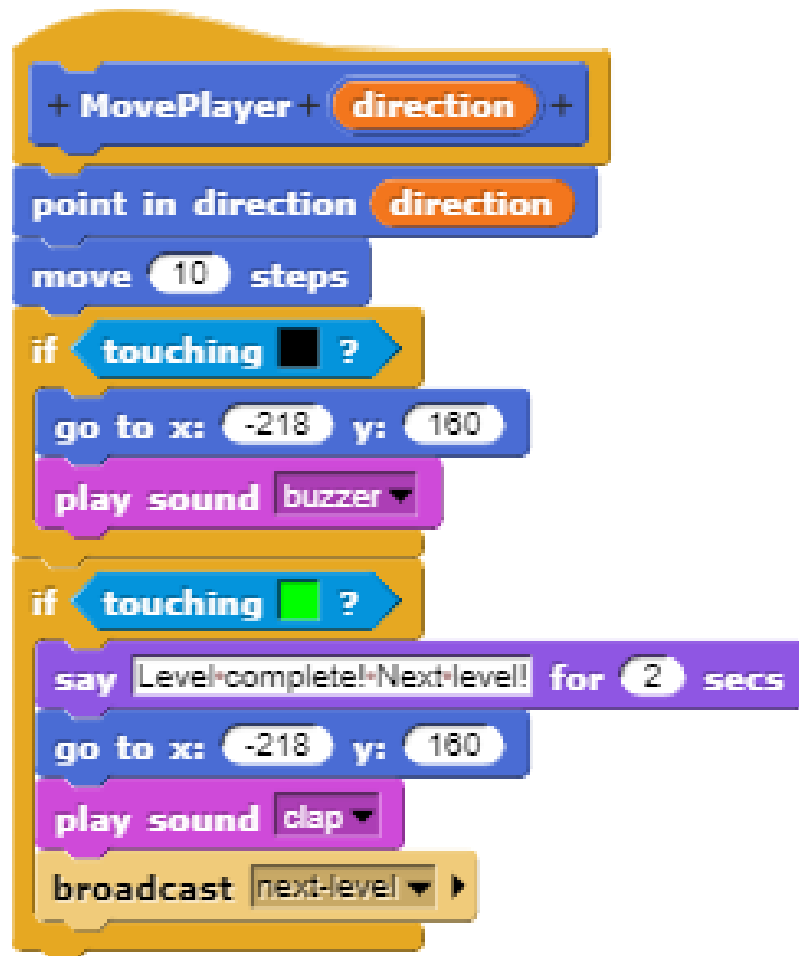 + MovePlayer + direction +
point in direction direction
move 10 steps
if touching ?
go to x: -218 y: 160
play sound buzzer
if touching ?
say Level complete! Next level! for 2 secs
go to x: -218 y: 160
play sound clap
broadcast next-level